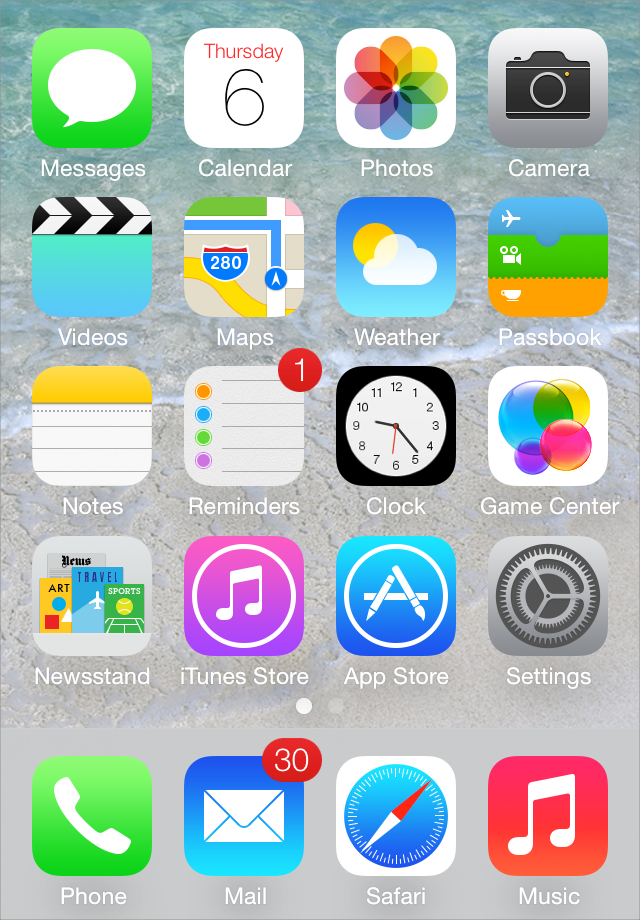 Thursday
6
Messages
Calendar
Photos
Camera
280
Videos
Maps
Weather
Passbook
1
12
1
2
3
4
5
6
7
8
9
10
11
Notes
Reminders
Clock
Game Center
News
TRAVEL
ART
SPORTS
Newsstand
iTunes Store
App Store
Settings
30
Phone
Mail
Safari
Music